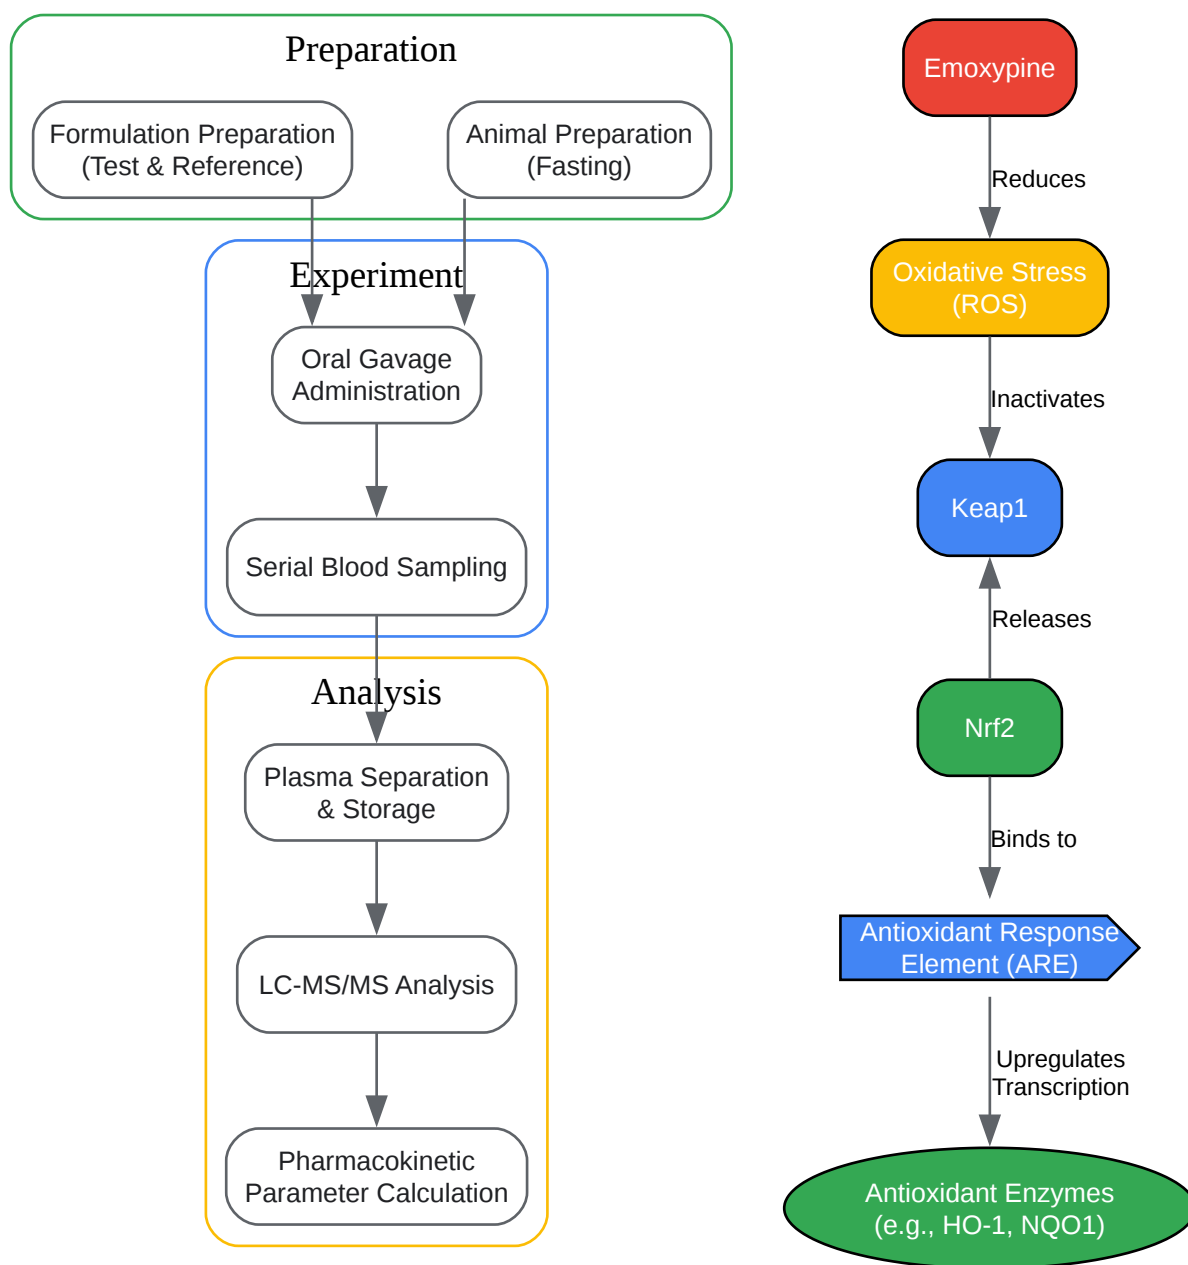 Preparation
Formulation Preparation
(Test & Reference)
Animal Preparation
(Fasting)
Experiment
Oral Gavage
Administration
Serial Blood Sampling
Analysis
Plasma Separation
& Storage
LC-MS/MS Analysis
Pharmacokinetic
Parameter Calculation
Emoxypine
Reduces
Oxidative Stress
(ROS)
Inactivates
Keap1
Releases
Nrf2
Binds to
Antioxidant Response
Element (ARE)
Upregulates
Transcription
Antioxidant Enzymes
(e.g., HO-1, NQO1)